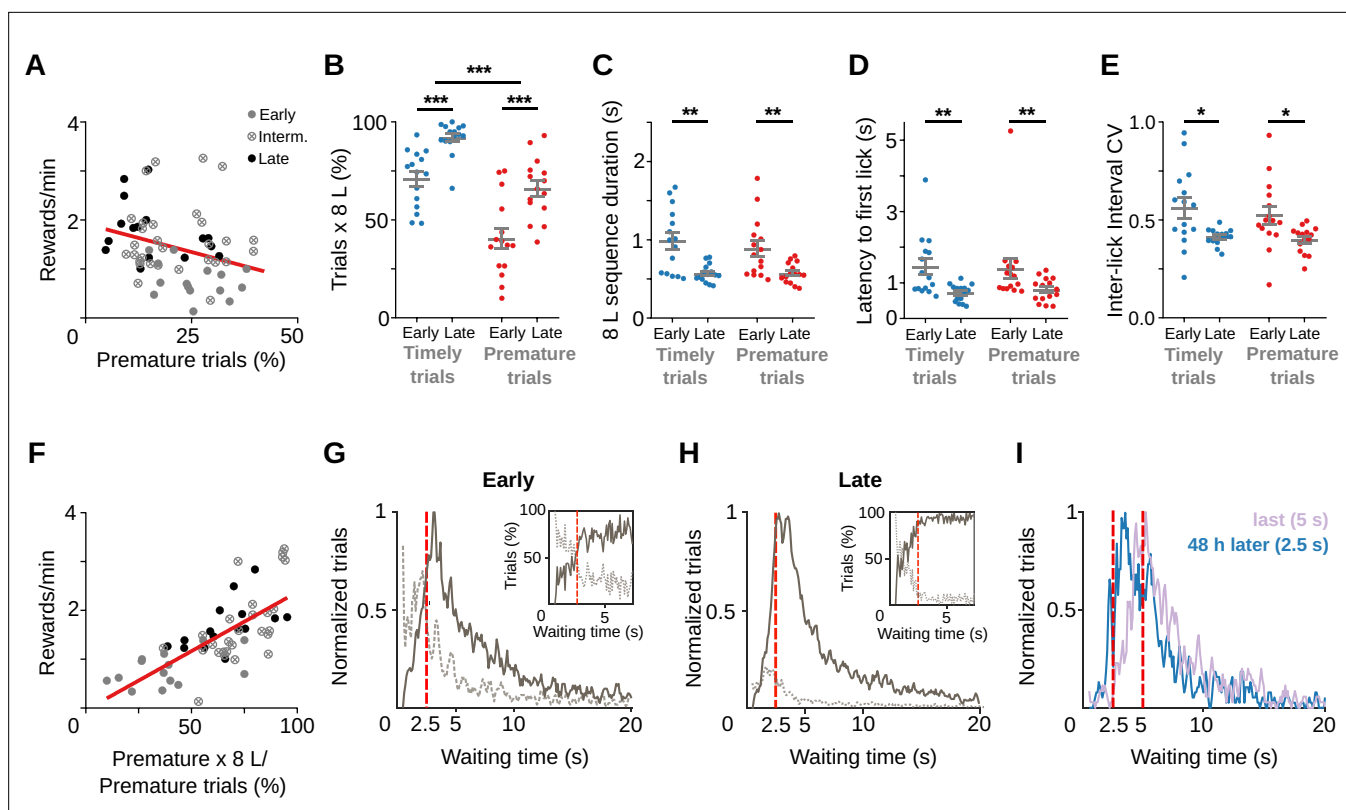 A
Rewards/min
4
2
0
0
25
50
Premature trials (%)
Early
Interm.
Late
B
Trials x 8 L (%)
100
50
0
***
***
***
Early Late
Early Late
Timely
trials
Premature
trials
C
8 L sequence duration (s)
2
1
0
**
**
Early Late
Early Late
Timely
trials
Premature
trials
D
Latency to first lick (s)
5
3
1
0
**
**
Early Late
Early Late
Timely
trials
Premature
trials
E
Inter-lick Interval CV
1.0
0.5
0.0
*
*
Early Late
Early Late
Timely
trials
Premature
trials
F
Rewards/min
4
2
0
0
25
50
75
100
Premature x 8 L/
Premature trials (%)
G
Early
Normalized trials
1
0.5
0
2.5
5
10
20
Waiting time (s)
Trials (%)
100
50
0
5
Waiting time (s)
H
Late
Normalized trials
1
0.5
0
2.5
5
10
20
Waiting time (s)
Trials (%)
100
50
0
5
Waiting time (s)
I
last (5 s)
48 h later (2.5 s)
Normalized trials
1
0.5
0
2.5
5
10
20
Waiting time (s)